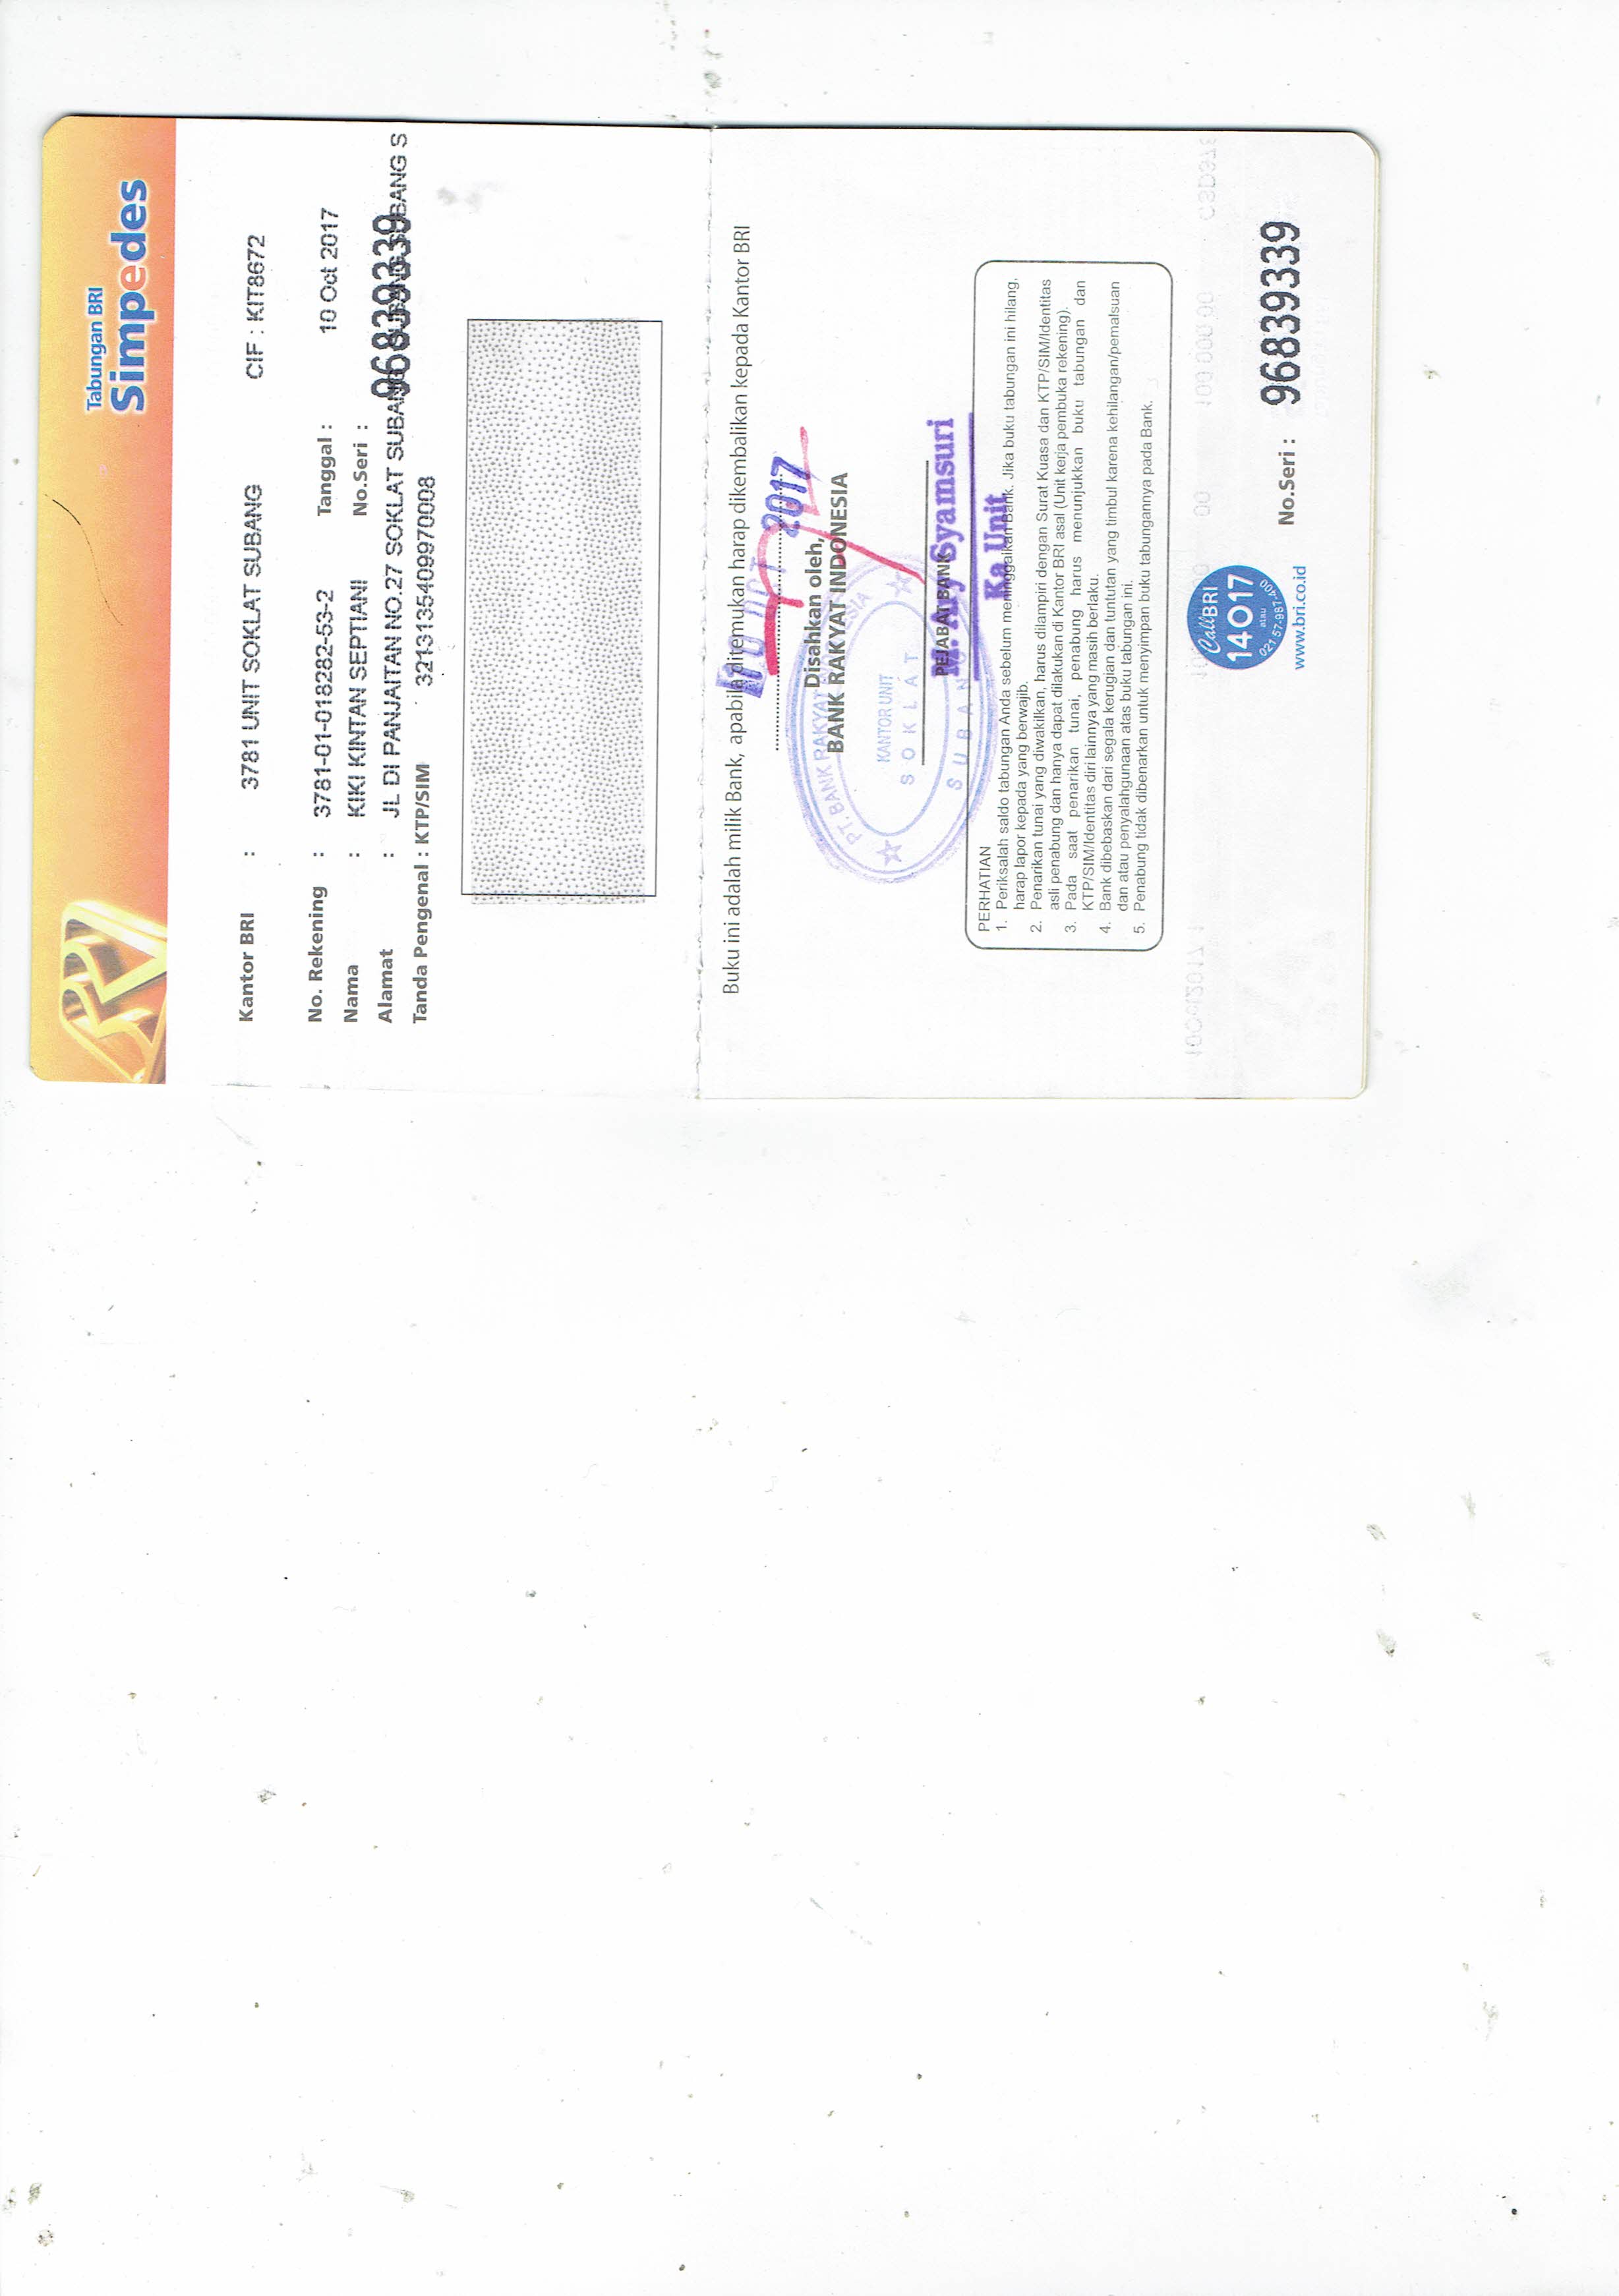 Tabungan BRI
Simpedes
Kantor BRI : 3781 UNIT SOKLAT SUBANG CIF : KIT8672
No. Rekening : 3781-01-018282-53-2 Tanggal : 10 Oct 2017
Nama : KIKI KINTAN SEPTIANI No.Seri : 96839339
Alamat : JL DI PANJAITAN NO.27 SOKLAT SUBANG
Tanda Pengenal : KTP/SIM 3213135409970008
Buku ini adalah milik Bank, apabila ditemukan harap dikembalikan kepada Kantor BRI
10 OCT 2017
Disahkan oleh,
BANK RAKYAT INDONESIA
PT. BANK RAKYAT
KANTOR UNIT
SOKLAT
SUBANG
PEJABAT BANK
Syamsuri
Ka Unit
PERHATIAN
1. Periksalah saldo tabungan Anda sebelum meninggalkan Bank. Jika buku tabungan ini hilang,
harap lapor kepada yang berwajib.
2. Penarikan tunai yang diwakilkan, harus dilampiri dengan Surat Kuasa dan KTP/SIM/Identitas
asli penabung dan hanya dapat dilakukan di Kantor BRI asal (Unit kerja pembuka rekening).
3. Pada saat penarikan tunai, penabung harus menunjukkan buku tabungan dan
KTP/SIM/Identitas diri lainnya yang masih berlaku.
4. Bank dibebaskan dari segala kerugian dan tuntutan yang timbul karena kehilangan/pemalsuan
dan atau penyalahgunaan atas buku tabungan ini.
5. Penabung tidak dibenarkan untuk menyimpan buku tabungannya pada Bank.
CallBRI
14017
atau
021-57-987-400
www.bri.co.id
No.Seri : 96839339